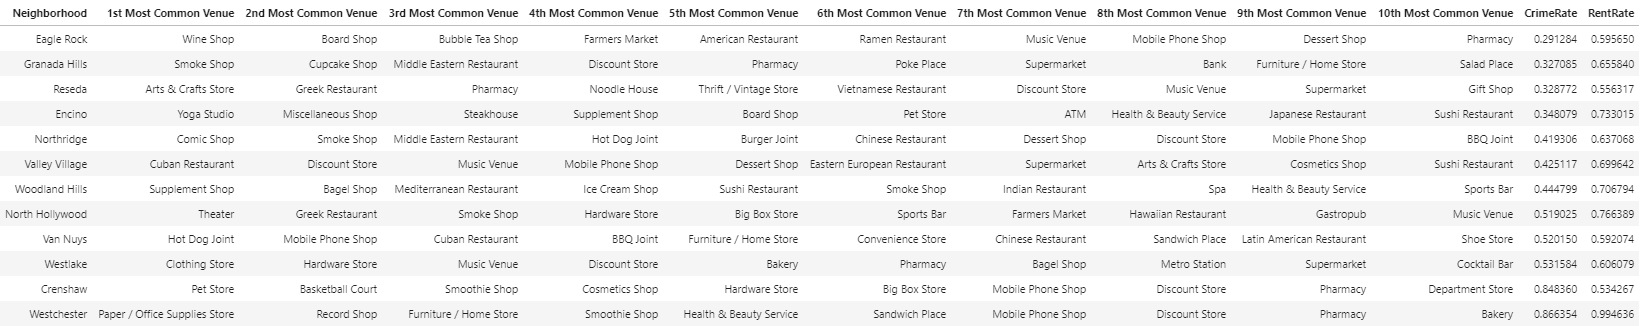 Neighborhood 1st Most Common Venue 2nd Most Common Venue 3rd Most Common Venue 4th Most Common Venue 5th Most Common Venue 6th Most Common Venue 7th Most Common Venue 8th Most Common Venue 9th Most Common Venue 10th Most Common Venue CrimeRate RentRate
Eagle Rock Wine Shop Board Shop Bubble Tea Shop Farmers Market American Restaurant Ramen Restaurant Music Venue Mobile Phone Shop Dessert Shop Pharmacy 0.291284 0.595650
Granada Hills Smoke Shop Cupcake Shop Middle Eastern Restaurant Discount Store Pharmacy Poke Place Supermarket Bank Furniture / Home Store Salad Place 0.327085 0.655840
Reseda Arts & Crafts Store Greek Restaurant Pharmacy Noodle House Thrift / Vintage Store Vietnamese Restaurant Discount Store Music Venue Supermarket Gift Shop 0.328772 0.556317
Encino Yoga Studio Miscellaneous Shop Steakhouse Supplement Shop Board Shop Pet Store ATM Health & Beauty Service Japanese Restaurant Sushi Restaurant 0.348079 0.733015
Northridge Comic Shop Smoke Shop Middle Eastern Restaurant Hot Dog Joint Burger Joint Chinese Restaurant Dessert Shop Discount Store Mobile Phone Shop BBQ Joint 0.419306 0.637068
Valley Village Cuban Restaurant Discount Store Music Venue Mobile Phone Shop Dessert Shop Eastern European Restaurant Supermarket Arts & Crafts Store Cosmetics Shop Sushi Restaurant 0.425117 0.699642
Woodland Hills Supplement Shop Bagel Shop Mediterranean Restaurant Ice Cream Shop Sushi Restaurant Smoke Shop Indian Restaurant Spa Health & Beauty Service Sports Bar 0.444799 0.706794
North Hollywood Theater Greek Restaurant Smoke Shop Hardware Store Big Box Store Sports Bar Farmers Market Hawaiian Restaurant Gastropub Music Venue 0.519025 0.766389
Van Nuys Hot Dog Joint Mobile Phone Shop Cuban Restaurant BBQ Joint Furniture / Home Store Convenience Store Chinese Restaurant Sandwich Place Latin American Restaurant Shoe Store 0.520150 0.592074
Westlake Clothing Store Hardware Store Music Venue Discount Store Bakery Pharmacy Bagel Shop Metro Station Supermarket Cocktail Bar 0.531584 0.606079
Crenshaw Pet Store Basketball Court Smoothie Shop Cosmetics Shop Hardware Store Big Box Store Mobile Phone Shop Discount Store Pharmacy Department Store 0.848360 0.534267
Westchester Paper / Office Supplies Store Record Shop Furniture / Home Store Smoothie Shop Health & Beauty Service Sandwich Place Mobile Phone Shop Discount Store Pharmacy Bakery 0.866354 0.994636